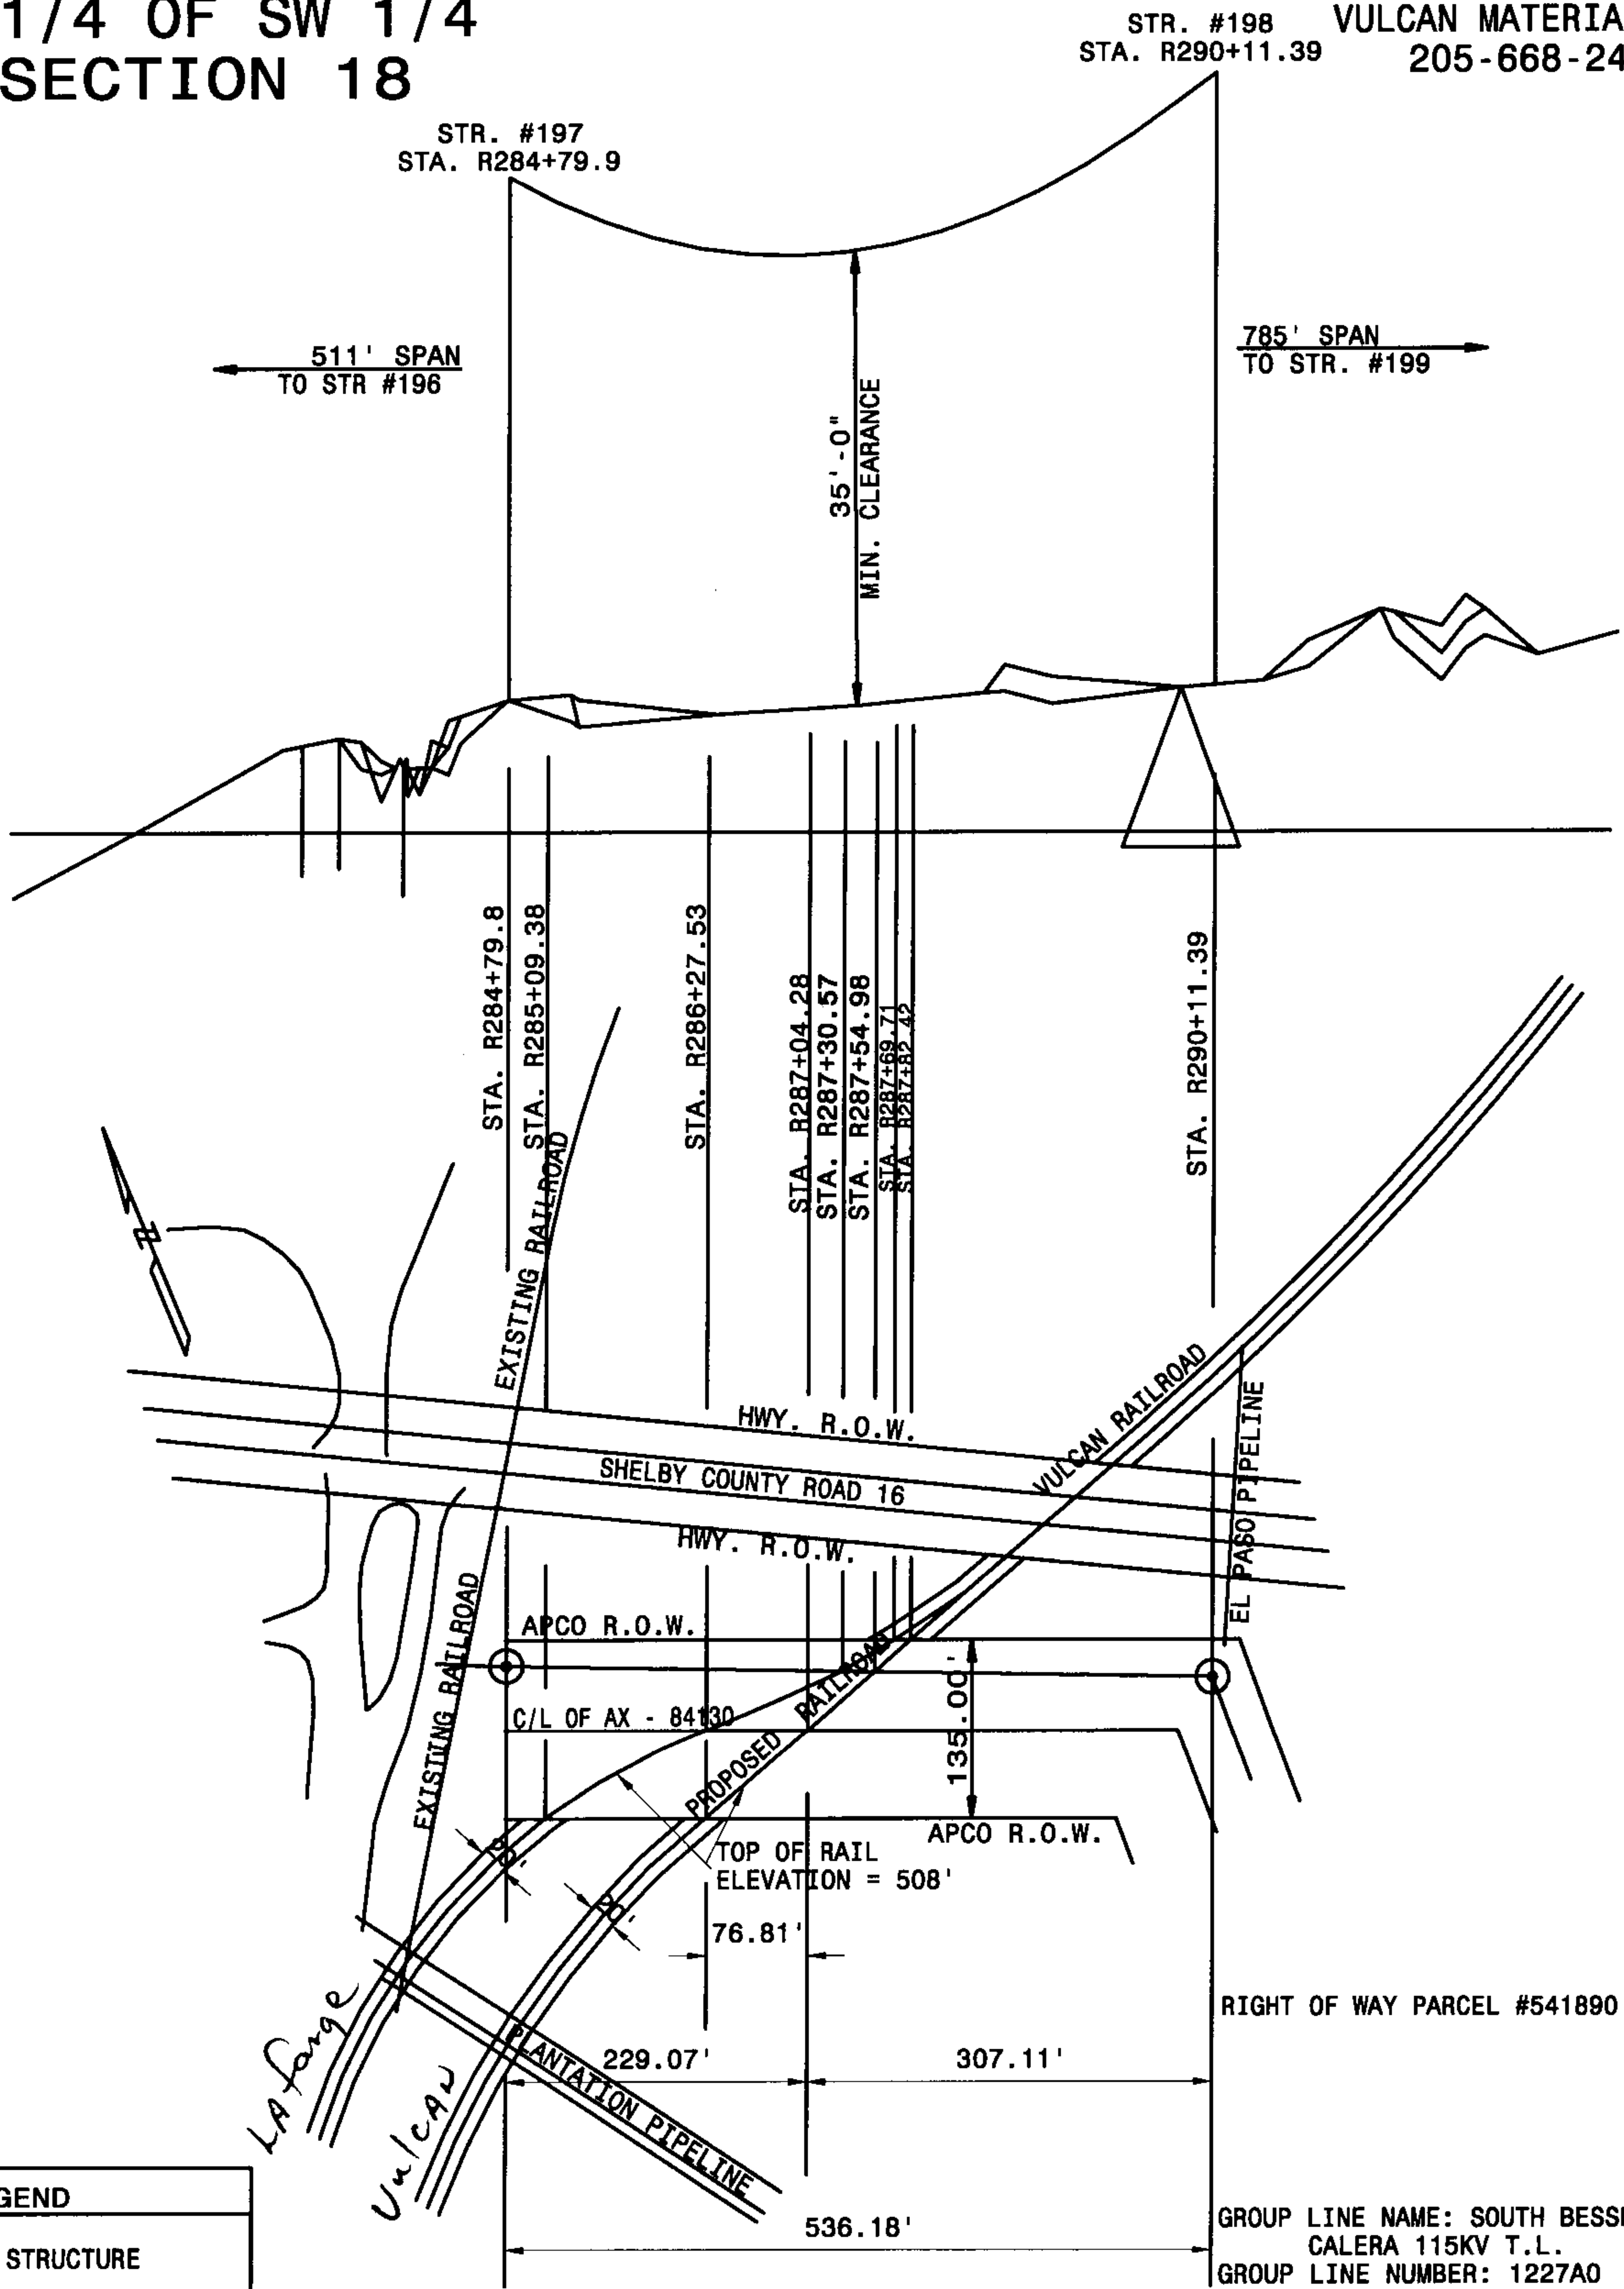 1/4 OF SW 1/4
SECTION 18
STR. #198
STA. R290+11.39
VULCAN MATERIA
205-668-24
STR. #197
STA. R284+79.9
511' SPAN
TO STR #196
785' SPAN
TO STR. #199
35'-0"
MIN. CLEARANCE
STA. R284+79.8
STA. R285+09.38
STA. R286+27.53
STA. R287+04.28
STA. R287+30.57
STA. R287+54.98
STA. R287+69.71
STA. R287+82.42
STA. R290+11.39
EXISTING RAILROAD
HWY. R.O.W.
SHELBY COUNTY ROAD 16
HWY. R.O.W.
VULCAN RAILROAD
EL PASO PIPELINE
EXISTING RAILROAD
APCO R.O.W.
C/L OF AX - 84130
PROPOSED RAILROAD
135.00'
APCO R.O.W.
20'
20'
TOP OF RAIL
ELEVATION = 508'
76.81'
RIGHT OF WAY PARCEL #541890
LAfarge
Vulcan
PLANTATION PIPELINE
229.07'
307.11'
536.18'
GEND
STRUCTURE
GROUP LINE NAME: SOUTH BESS
CALERA 115KV T.L.
GROUP LINE NUMBER: 1227A0